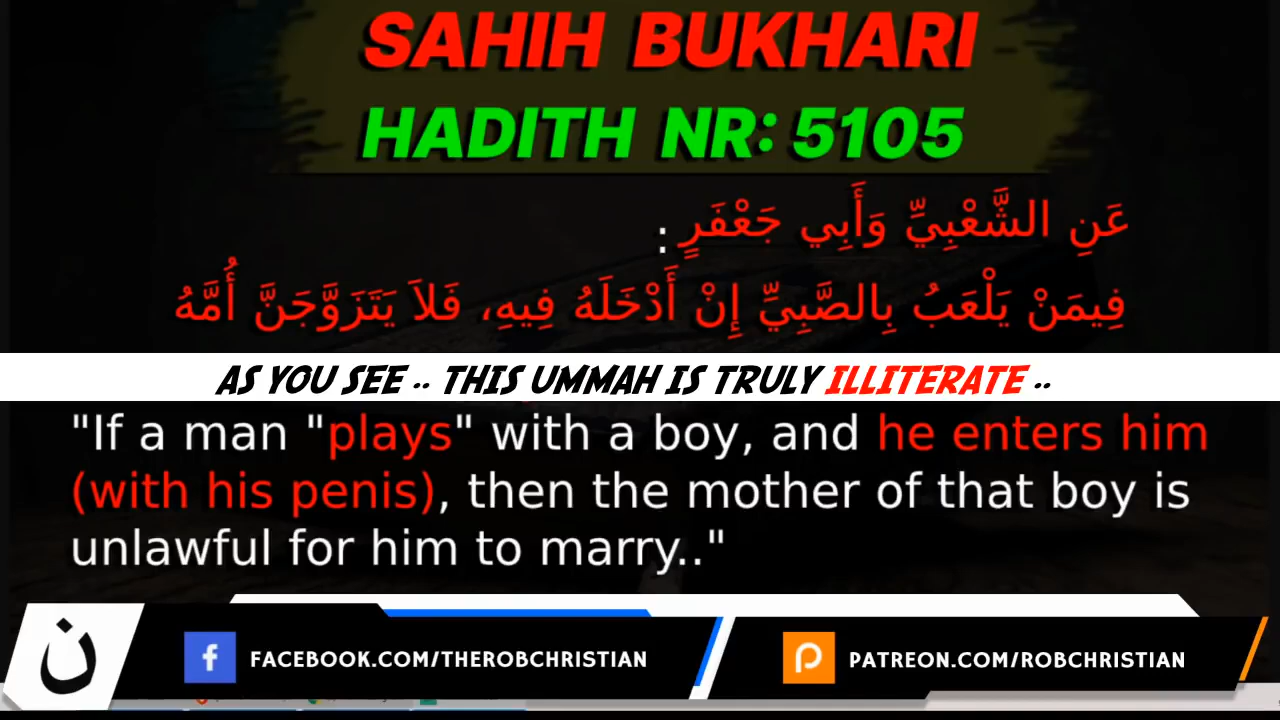 SAHIH BUKHARI
HADITH NR: 5105
عَنِ الشَّعْبِيِّ وَأَبِي جَعْفَرٍ :
فِيمَنْ يَلْعَبُ بِالصَّبِيِّ إِنْ أَدْخَلَهُ فِيهِ، فَلاَ يَتَزَوَّجَنَّ أُمَّهُ
AS YOU SEE .. THIS UMMAH IS TRULY ILLITERATE ..
"If a man "plays" with a boy, and he enters him
(with his penis), then the mother of that boy is
unlawful for him to marry.."
ن
f FACEBOOK.COM/THEROBCHRISTIAN
PATREON.COM/ROBCHRISTIAN